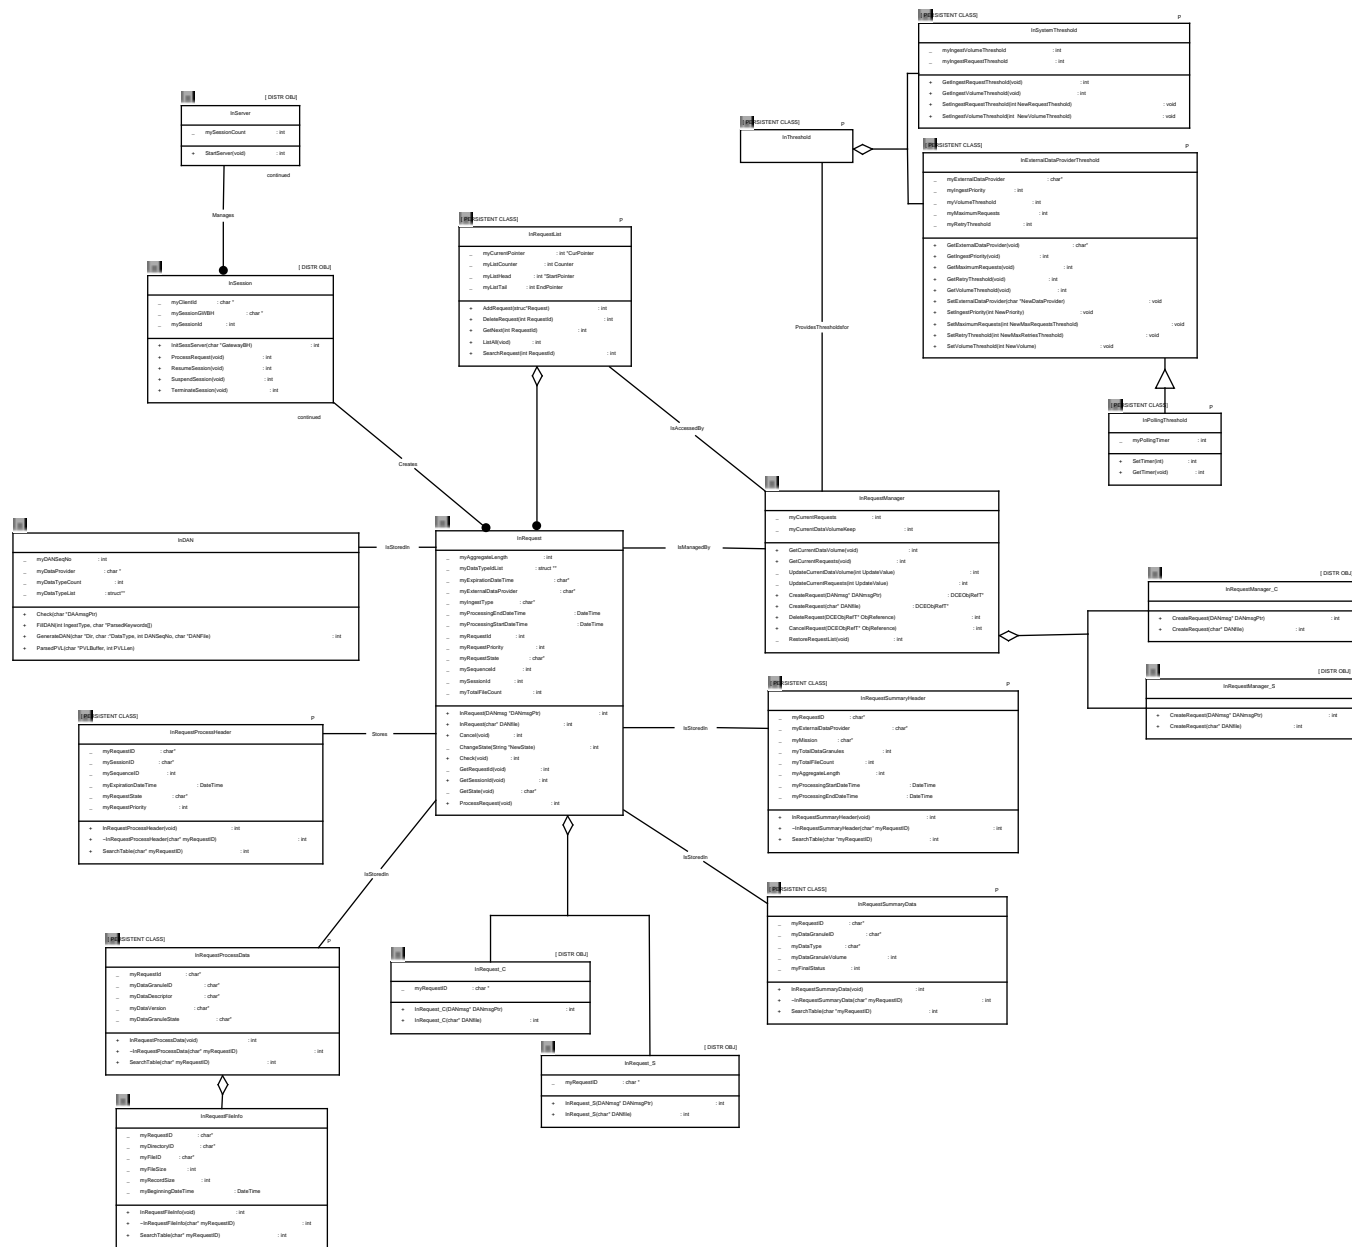 [ PERSISTENT CLASS] P
InSystemThreshold
_ myIngestVolumeThreshold : int
_ myIngestRequestThreshold : int
+ GetIngestRequestThreshold(void) : int
+ GetIngestVolumeThreshold(void) : int
+ SetIngestRequestThreshold(int NewRequestTheshold) : void
+ SetIngestVolumeThreshold(int NewVolumeThreshold) : void
[ DISTR OBJ]
InServer
_ mySessionCount : int
+ StartServer(void) : int
continued
Manages
[ PERSISTENT CLASS] P
InThreshold
[ PERSISTENT CLASS] P
InExternalDataProviderThreshold
_ myExternalDataProvider : char*
_ myIngestPriority : int
_ myVolumeThreshold : int
_ myMaximumRequests : int
_ myRetryThreshold : int
+ GetExternalDataProvider(void) : char*
+ GetIngestPriority(void) : int
+ GetMaximumRequests(void) : int
+ GetRetryThreshold(void) : int
+ GetVolumeThreshold(void) : int
+ SetExternalDataProvider(char *NewDataProvider) : void
+ SetIngestPriority(int NewPriority) : void
+ SetMaximumRequests(int NewMaxRequestsThreshold) : void
+ SetRetryThreshold(int NewMaxRetriesThreshold) : void
+ SetVolumeThreshold(int NewVolume) : void
[ PERSISTENT CLASS] P
InRequestList
_ myCurrentPointer : int *CurPointer
_ myListCounter : int Counter
_ myListHead : int *StartPointer
_ myListTail : int EndPointer
+ AddRequest(struc*Request) : int
+ DeleteRequest(int RequestId) : int
+ GetNext(int RequestId) : int
+ ListAll(viod) : int
+ SearchRequest(int RequestId) : int
[ DISTR OBJ]
InSession
_ myClientId : char *
_ mySessionGWBH : char *
_ mySessionId : int
+ InitSessServer(char *GatewayBH) : int
+ ProcessRequest(void) : int
+ ResumeSession(void) : int
+ SuspendSession(void) : int
+ TerminateSession(void) : int
continued
ProvidesThresholdsfor
IsAccessedBy
Creates
[ PERSISTENT CLASS] P
InPollingThreshold
_ myPollingTimer : int
+ SetTimer(int) : int
+ GetTimer(void) : int
InRequestManager
_ myCurrentRequests : int
_ myCurrentDataVolumeKeep : int
+ GetCurrentDataVolume(void) : int
+ GetCurrentRequests(void) : int
+ UpdateCurrentDataVolume(int UpdateValue) : int
+ UpdateCurrentRequests(int UpdateValue) : int
+ CreateRequest(DANmsg* DANmsgPtr) : DCEObjRefT*
+ CreateRequest(char* DANfile) : DCEObjRefT*
+ DeleteRequest(DCEObjRefT* ObjReference) : int
+ CancelRequest(DCEObjRefT* ObjReference) : int
_ RestoreRequestList(void) : int
InDAN
_ myDANSeqNo : int
_ myDataProvider : char *
_ myDataTypeCount : int
_ myDataTypeList : struct**
+ Check(char *DAAmsgPtr)
+ FillDAN(int IngestType, char *ParsedKeywords[])
+ GenerateDAN(char *Dir, char *DataType, int DANSeqNo, char *DANFile) : int
+ ParsedPVL(char *PVLBuffer, int PVLLen)
IsStoredIn
InRequest
_ myAggregateLength : int
_ myDataTypeIdList : struct **
_ myExpirationDateTime : char*
_ myExternalDataProvider : char*
_ myIngestType : char*
_ myProcessingEndDateTime : DateTime
_ myProcessingStartDateTime : DateTime
_ myRequestId : int
_ myRequestPriority : int
_ myRequestState : char*
_ mySequenceId : int
_ mySessionId : int
_ myTotalFileCount : int
+ InRequest(DANmsg *DANmsgPtr) : int
+ InRequest(char* DANfile) : int
+ Cancel(void) : int
_ ChangeState(String *NewState) : int
+ Check(void) : int
_ GetRequestId(void) : int
+ GetSessionId(void) : int
_ GetState(void) : char*
+ ProcessRequest(void) : int
IsManagedBy
[ DISTR OBJ]
InRequestManager_C
+ CreateRequest(DANmsg* DANmsgPtr) : int
+ CreateRequest(char* DANfile) : int
[ DISTR OBJ]
InRequestManager_S
+ CreateRequest(DANmsg* DANmsgPtr) : int
+ CreateRequest(char* DANfile) : int
[ PERSISTENT CLASS] P
InRequestSummaryHeader
_ myRequestID : char*
_ myExternalDataProvider : char*
_ myMission : char*
_ myTotalDataGranules : int
_ myTotalFileCount : int
_ myAggregateLength : int
_ myProcessingStartDateTime : DateTime
_ myProcessingEndDateTime : DateTime
+ InRequestSummaryHeader(void) : int
+ ~InRequestSummaryHeader(char* myRequestID) : int
+ SearchTable(char *myRequestID) : int
IsStoredIn
[ PERSISTENT CLASS] P
InRequestProcessHeader
_ myRequestID : char*
_ mySessionID : char*
_ mySequenceID : int
_ myExpirationDateTime : DateTime
_ myRequestState : char*
_ myRequestPriority : int
+ InRequestProcessHeader(void) : int
+ ~InRequestProcessHeader(char* myRequestID) : int
+ SearchTable(char* myRequestID) : int
Stores
IsStoredIn
IsStoredIn
[ PERSISTENT CLASS] P
InRequestSummaryData
_ myRequestID : char*
_ myDataGranuleID : char*
_ myDataType : char*
_ myDataGranuleVolume : int
_ myFinalStatus : int
+ InRequestSummaryData(void) : int
+ ~InRequestSummaryData(char* myRequestID) : int
+ SearchTable(char *myRequestID) : int
[ PERSISTENT CLASS] P
InRequestProcessData
_ myRequestId : char*
_ myDataGranuleID : char*
_ myDataDescriptor : char*
_ myDataVersion : char*
_ myDataGranuleState : char*
+ InRequestProcessData(void) : int
+ ~InRequestProcessData(char* myRequestID) : int
+ SearchTable(char* myRequestID) : int
[ DISTR OBJ]
InRequest_C
_ myRequestID : char *
+ InRequest_C(DANmsg* DANmsgPtr) : int
+ InRequest_C(char* DANfile) : int
[ DISTR OBJ]
InRequest_S
_ myRequestID : char *
+ InRequest_S(DANmsg* DANmsgPtr) : int
+ InRequest_S(char* DANfile) : int
InRequestFileInfo
_ myRequestID : char*
_ myDirectoryID : char*
_ myFileID : char*
_ myFileSize : int
_ myRecordSize : int
_ myBeginningDateTime : DateTime
+ InRequestFileInfo(void) : int
+ ~InRequestFileInfo(char* myRequestID) : int
+ SearchTable(char* myRequestID) : int